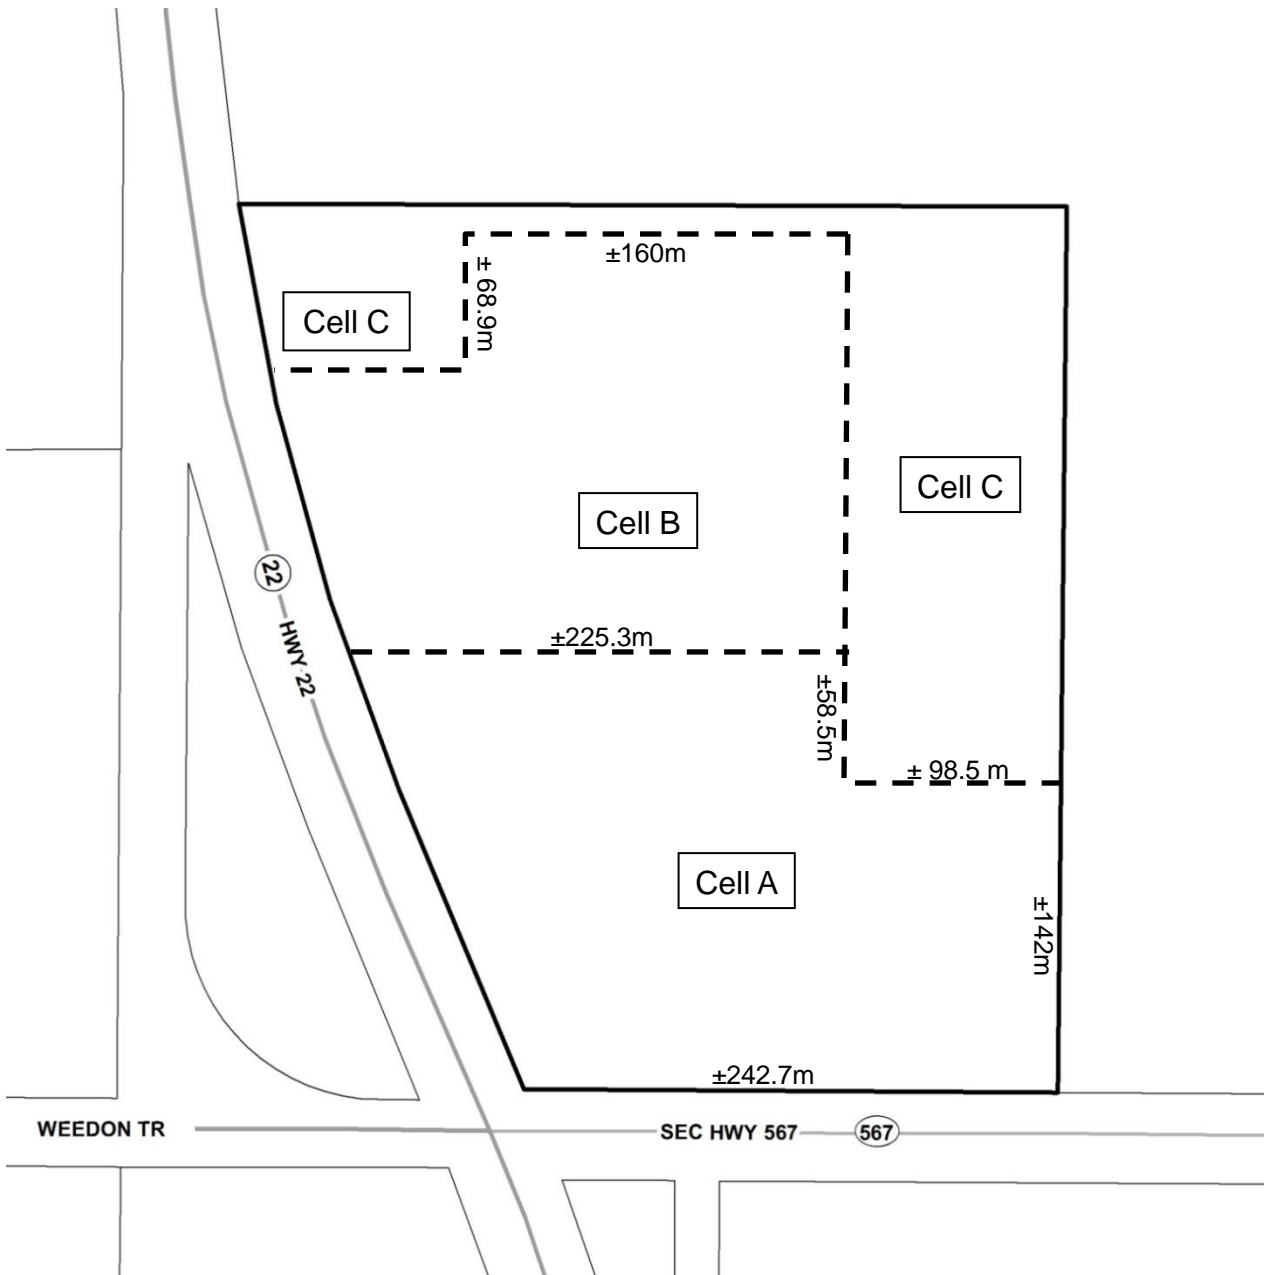 ±160m
± 68.9m
Cell C
Cell C
Cell B
22
HWY 22
±225.3m
±58.5m
± 98.5 m
Cell A
±142m
±242.7m
WEEDON TR
SEC HWY 567
567